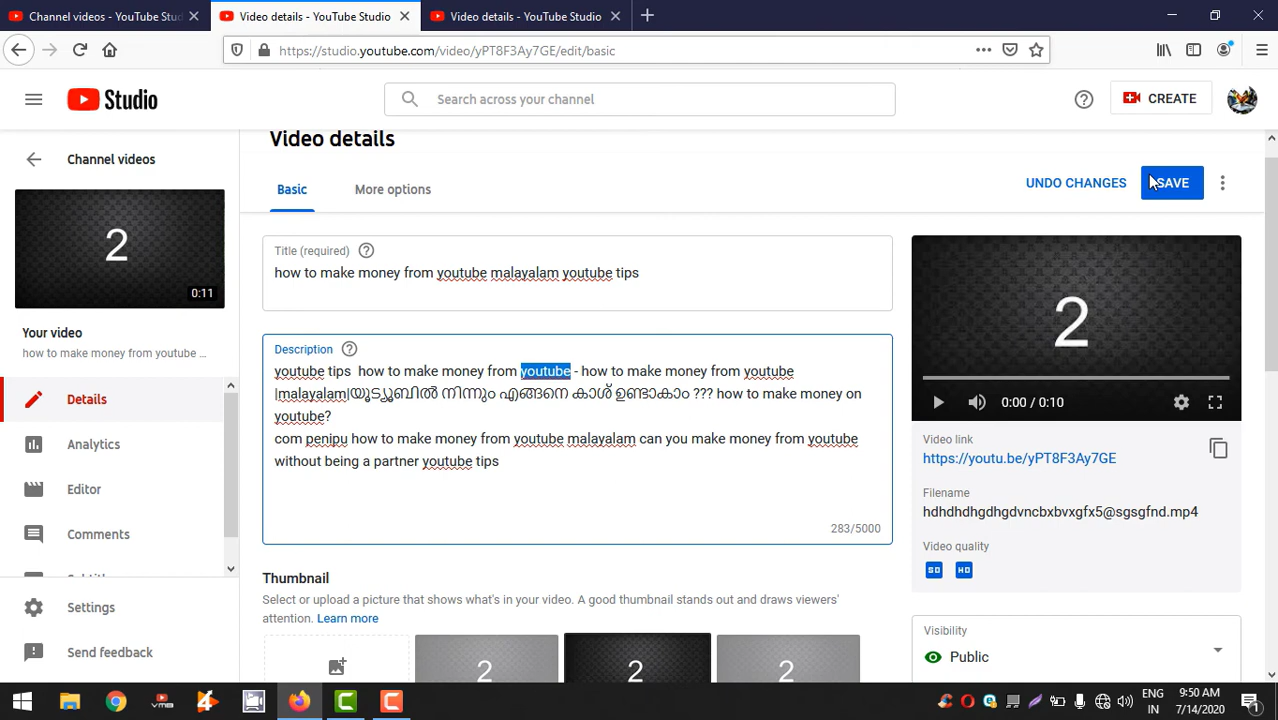 Channel videos - YouTube Stud
Video details - YouTube Studio
Video details - YouTube Studio
https://studio.youtube.com/video/yPT8F3Ay7GE/edit/basic
Studio
Search across your channel
CREATE
Channel videos
2
0:11
Your video
how to make money from youtube ...
Details
Analytics
Editor
Comments
Settings
Send feedback
Video details
Basic
More options
UNDO CHANGES
SAVE
Title (required)
how to make money from youtube malayalam youtube tips
Description
youtube tips  how to make money from youtube - how to make money from youtube
|malayalam|യൂട്യൂബിൽ നിന്നും എങ്ങനെ കാശ് ഉണ്ടാകാം ??? how to make money on
youtube?
com penipu how to make money from youtube malayalam can you make money from youtube
without being a partner youtube tips
283/5000
Thumbnail
Select or upload a picture that shows what's in your video. A good thumbnail stands out and draws viewers'
attention. Learn more
2
2
2
2
0:00 / 0:10
Video link
https://youtu.be/yPT8F3Ay7GE
Filename
hdhdhdhgdhgdvncbxbvxgfx5@sgsgfnd.mp4
Video quality
SD
HD
Visibility
Public
VMB
ENG
IN
9:50 AM
7/14/2020